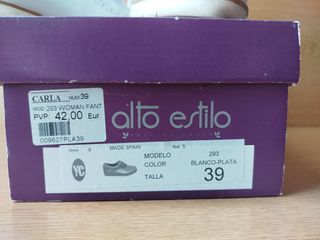 CARLA NUM.39
MOD. 293 WOMAN FANT
PVP: 42,00 Eur.
009627PLA39
alto estilo
MADE SPAIN
MODELO 293
COLOR BLANCO-PLATA
TALLA 39